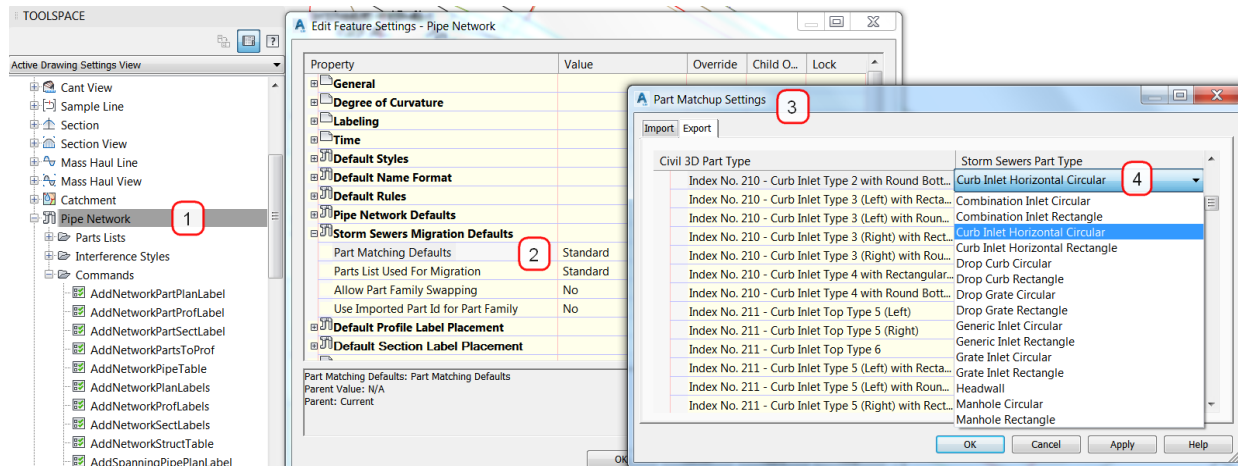 TOOLSPACE
Active Drawing Settings View
Cant View
Sample Line
Section
Section View
Mass Haul Line
Mass Haul View
Catchment
Pipe Network 1
Parts Lists
Interference Styles
Commands
AddNetworkPartPlanLabel
AddNetworkPartProfLabel
AddNetworkPartSectLabel
AddNetworkPartsToProf
AddNetworkPipeTable
AddNetworkPlanLabels
AddNetworkProfLabels
AddNetworkSectLabels
AddNetworkStructTable
AddSpanningPipePlanLabel
Edit Feature Settings - Pipe Network
Property Value Override Child O... Lock
General
Degree of Curvature
Labeling
Time
Default Styles
Default Name Format
Default Rules
Pipe Network Defaults
Storm Sewers Migration Defaults
Part Matching Defaults 2 Standard
Parts List Used For Migration Standard
Allow Part Family Swapping No
Use Imported Part Id for Part Family No
Default Profile Label Placement
Default Section Label Placement
Part Matching Defaults: Part Matching Defaults
Parent Value: N/A
Parent: Current
OK
Part Matchup Settings 3
Import Export
Civil 3D Part Type Storm Sewers Part Type
Index No. 210 - Curb Inlet Type 2 with Round Bott... Curb Inlet Horizontal Circular 4
Index No. 210 - Curb Inlet Type 3 (Left) with Recta...
Index No. 210 - Curb Inlet Type 3 (Left) with Roun...
Index No. 210 - Curb Inlet Type 3 (Right) with Rect...
Index No. 210 - Curb Inlet Type 3 (Right) with Rou...
Index No. 210 - Curb Inlet Type 4 with Rectangular...
Index No. 210 - Curb Inlet Type 4 with Round Bott...
Index No. 211 - Curb Inlet Top Type 5 (Left)
Index No. 211 - Curb Inlet Top Type 5 (Right)
Index No. 211 - Curb Inlet Top Type 6
Index No. 211 - Curb Inlet Type 5 (Left) with Recta...
Index No. 211 - Curb Inlet Type 5 (Left) with Roun...
Index No. 211 - Curb Inlet Type 5 (Right) with Rect...
Combination Inlet Circular
Combination Inlet Rectangle
Curb Inlet Horizontal Circular
Curb Inlet Horizontal Rectangle
Drop Curb Circular
Drop Curb Rectangle
Drop Grate Circular
Drop Grate Rectangle
Generic Inlet Circular
Generic Inlet Rectangle
Grate Inlet Circular
Grate Inlet Rectangle
Headwall
Manhole Circular
Manhole Rectangle
OK Cancel Apply Help